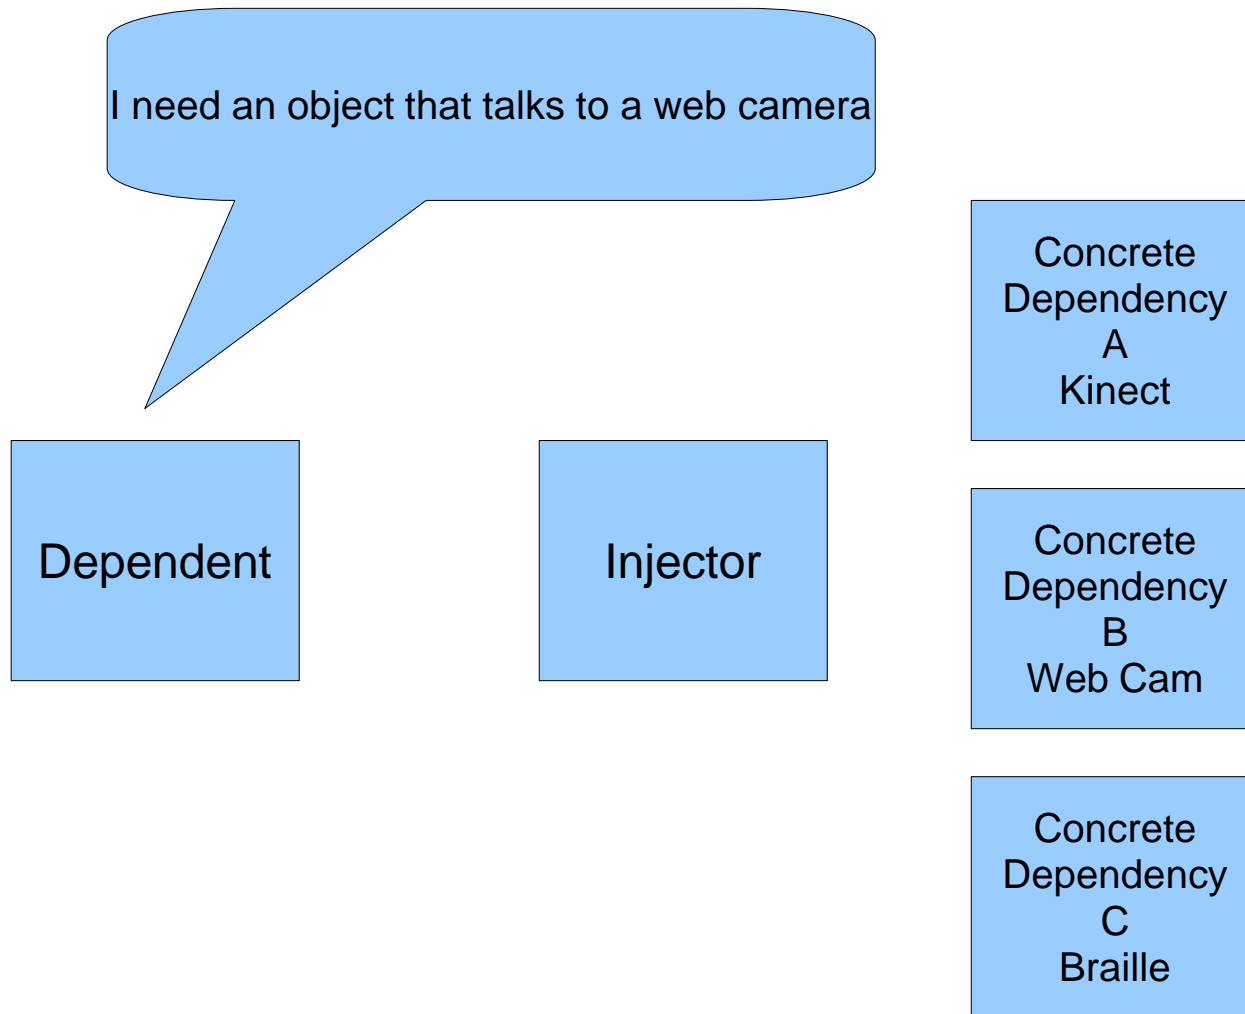 I need an object that talks to a web camera
Dependent
Injector
Concrete
Dependency
A
Kinect
Concrete
Dependency
B
Web Cam
Concrete
Dependency
C
Braille